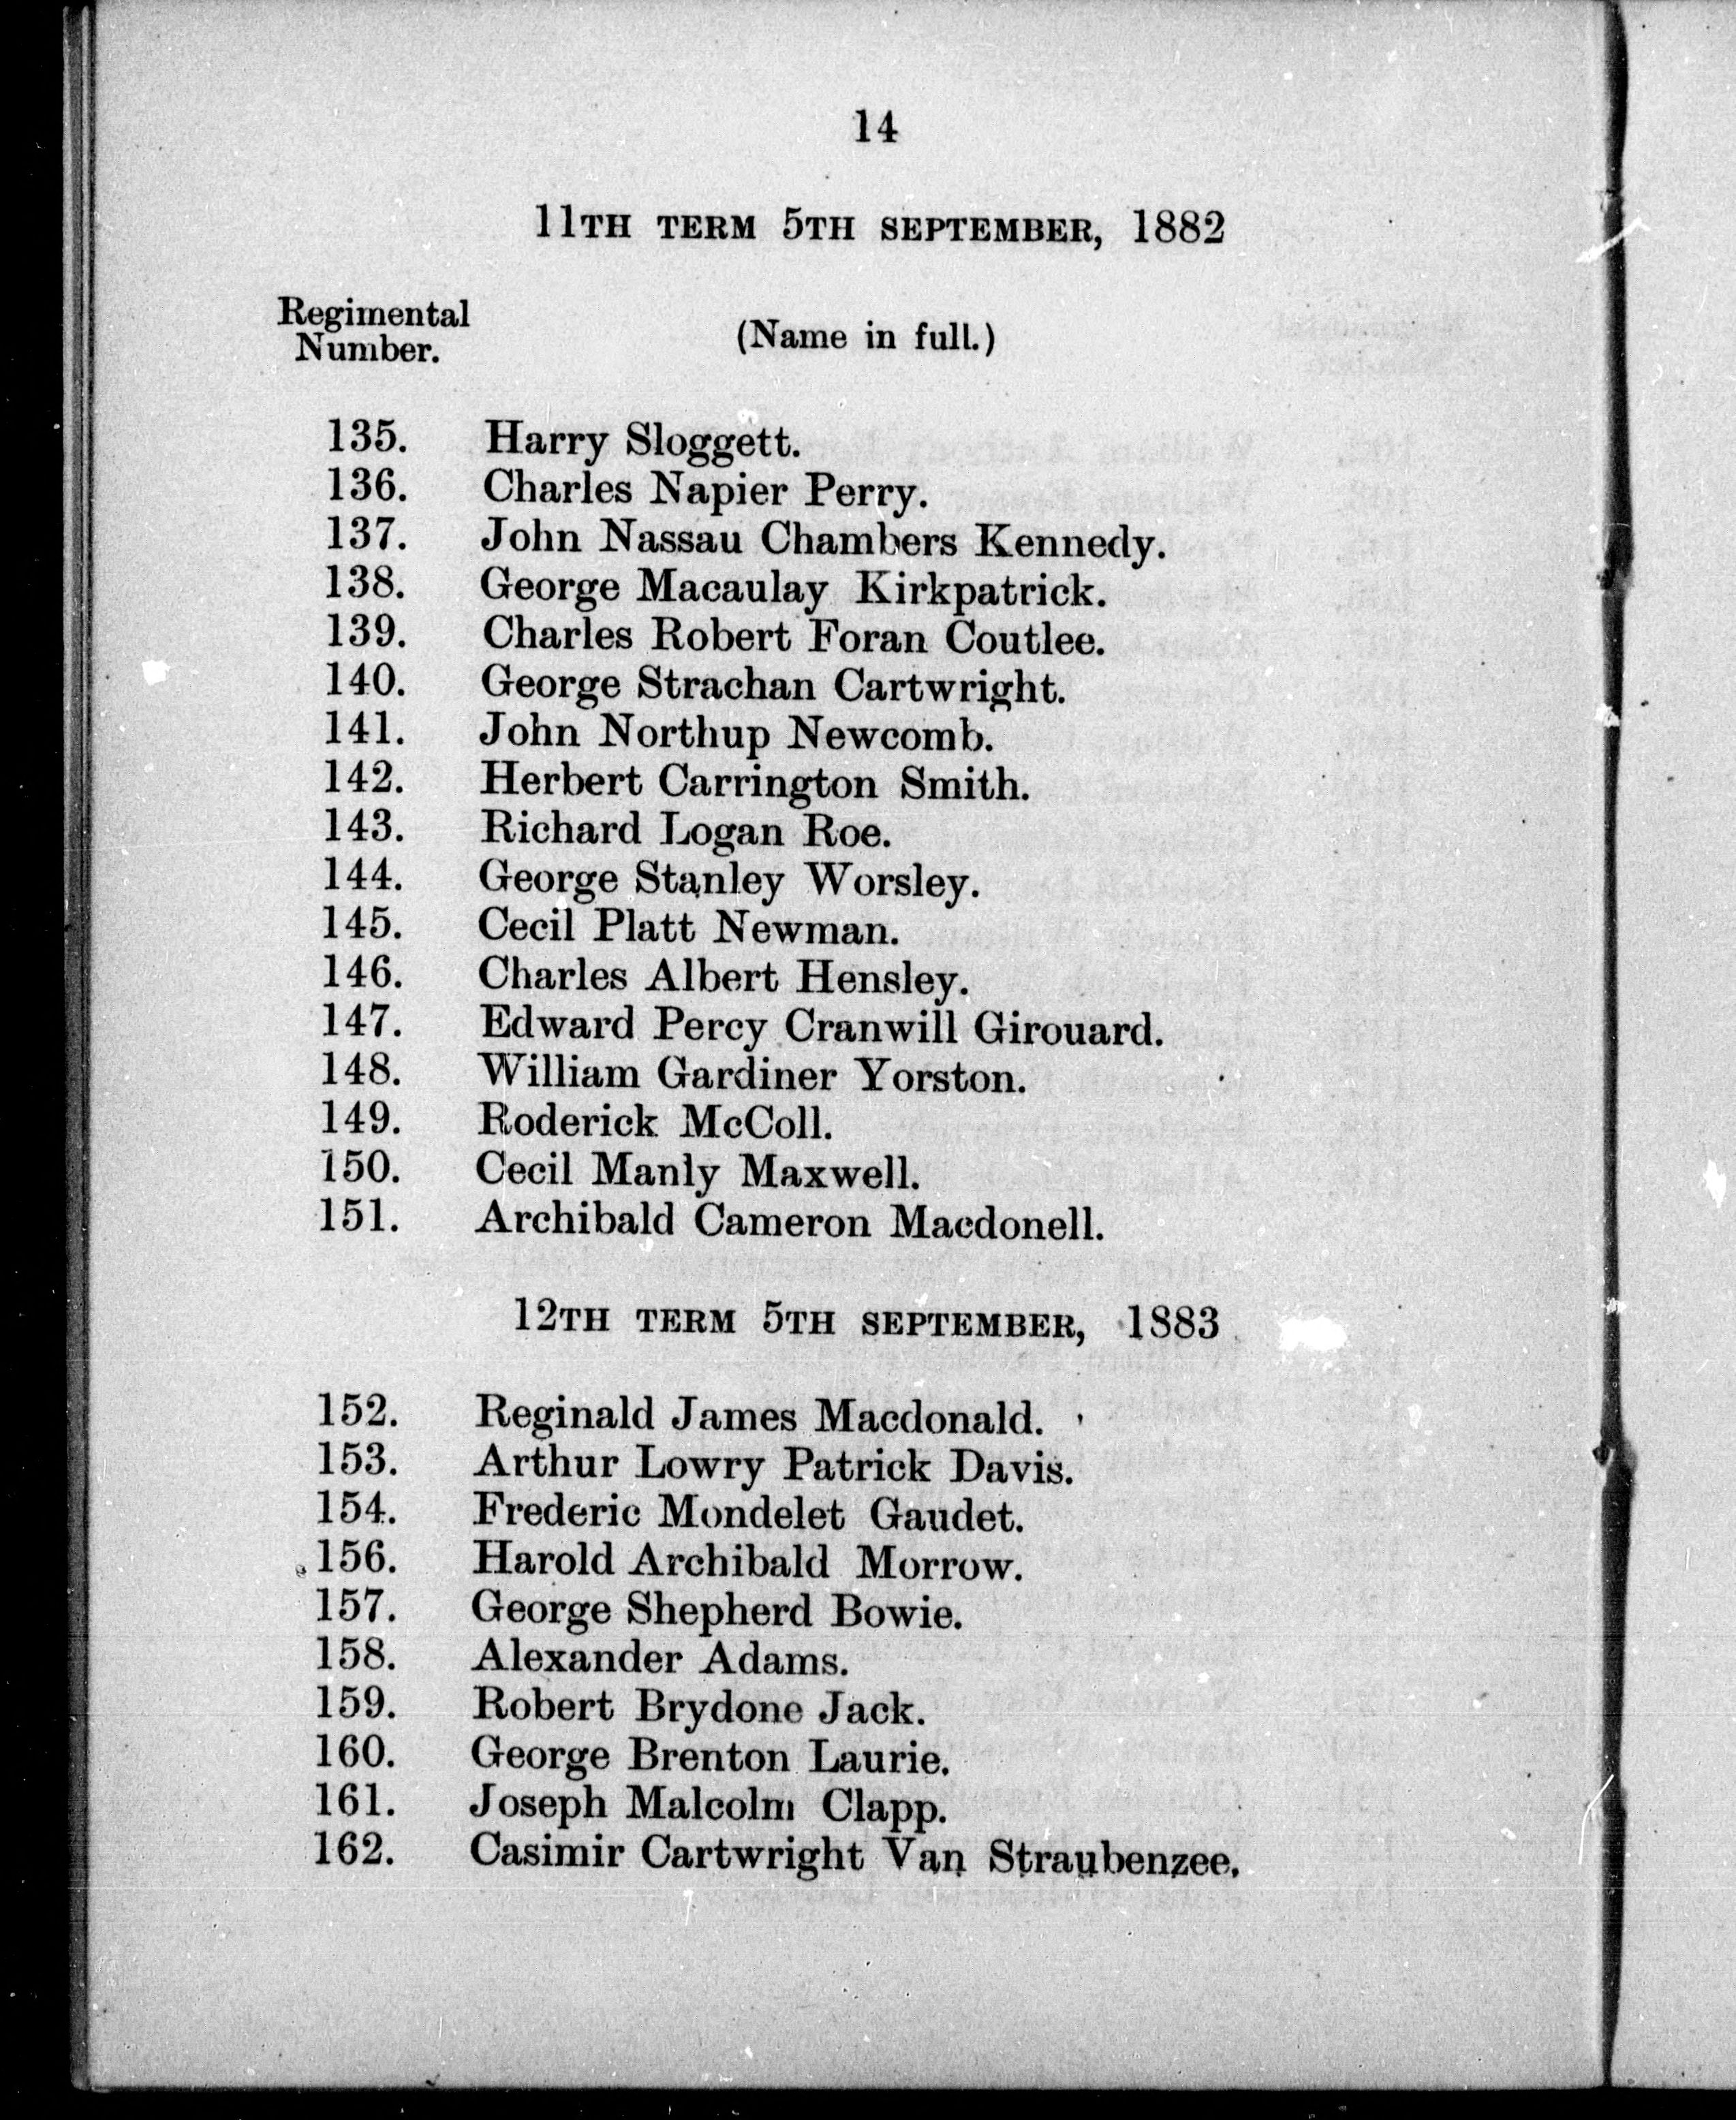 14
11TH TERM 5TH SEPTEMBER, 1882
Regimental
Number.
(Name in full.)
135. Harry Sloggett.
136. Charles Napier Perry.
137. John Nassau Chambers Kennedy.
138. George Macaulay Kirkpatrick.
139. Charles Robert Foran Coutlee.
140. George Strachan Cartwright.
141. John Northup Newcomb.
142. Herbert Carrington Smith.
143. Richard Logan Roe.
144. George Stanley Worsley.
145. Cecil Platt Newman.
146. Charles Albert Hensley.
147. Edward Percy Cranwill Girouard.
148. William Gardiner Yorston.
149. Roderick McColl.
150. Cecil Manly Maxwell.
151. Archibald Cameron Macdonell.
12TH TERM 5TH SEPTEMBER, 1883
152. Reginald James Macdonald.
153. Arthur Lowry Patrick Davis.
154. Frederic Mondelet Gaudet.
156. Harold Archibald Morrow.
157. George Shepherd Bowie.
158. Alexander Adams.
159. Robert Brydone Jack.
160. George Brenton Laurie.
161. Joseph Malcolm Clapp.
162. Casimir Cartwright Van Straubenzee.